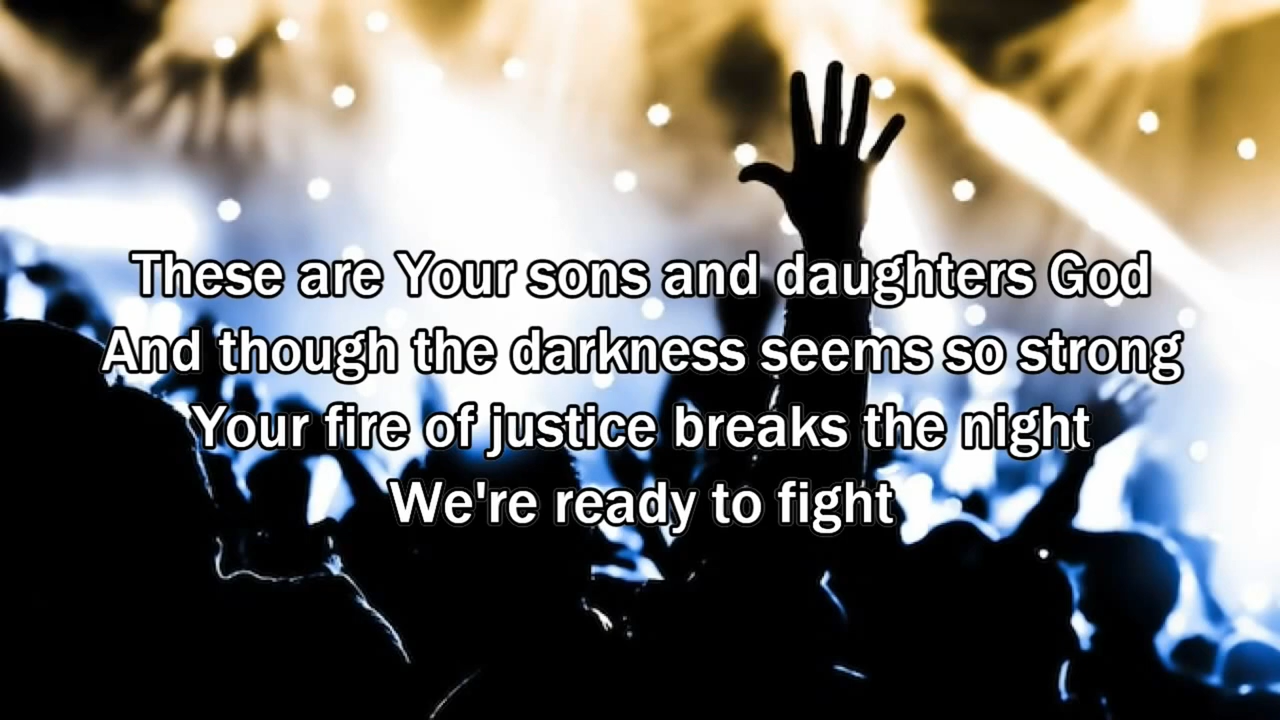 These are Your sons and daughters God
And though the darkness seems so strong
Your fire of justice breaks the night
We're ready to fight